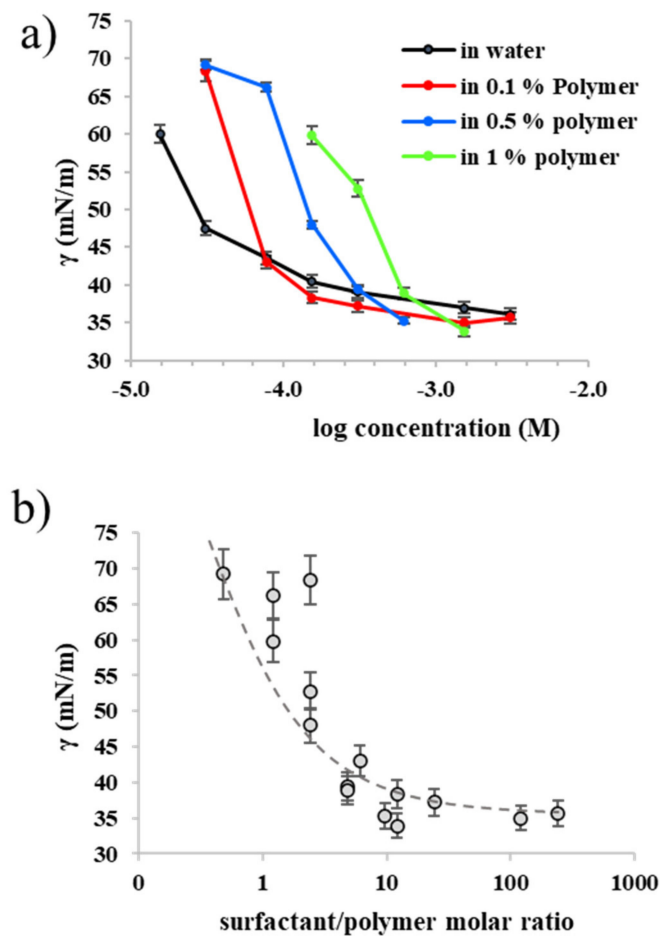 a)
75
70
65
60
55
50
45
40
35
30
γ (mN/m)
in water
in 0.1 % Polymer
in 0.5 % polymer
in 1 % polymer
-5.0 -4.0 -3.0 -2.0
log concentration (M)
b)
75
70
65
60
55
50
45
40
35
30
γ (mN/m)
0 1 10 100 1000
surfactant/polymer molar ratio